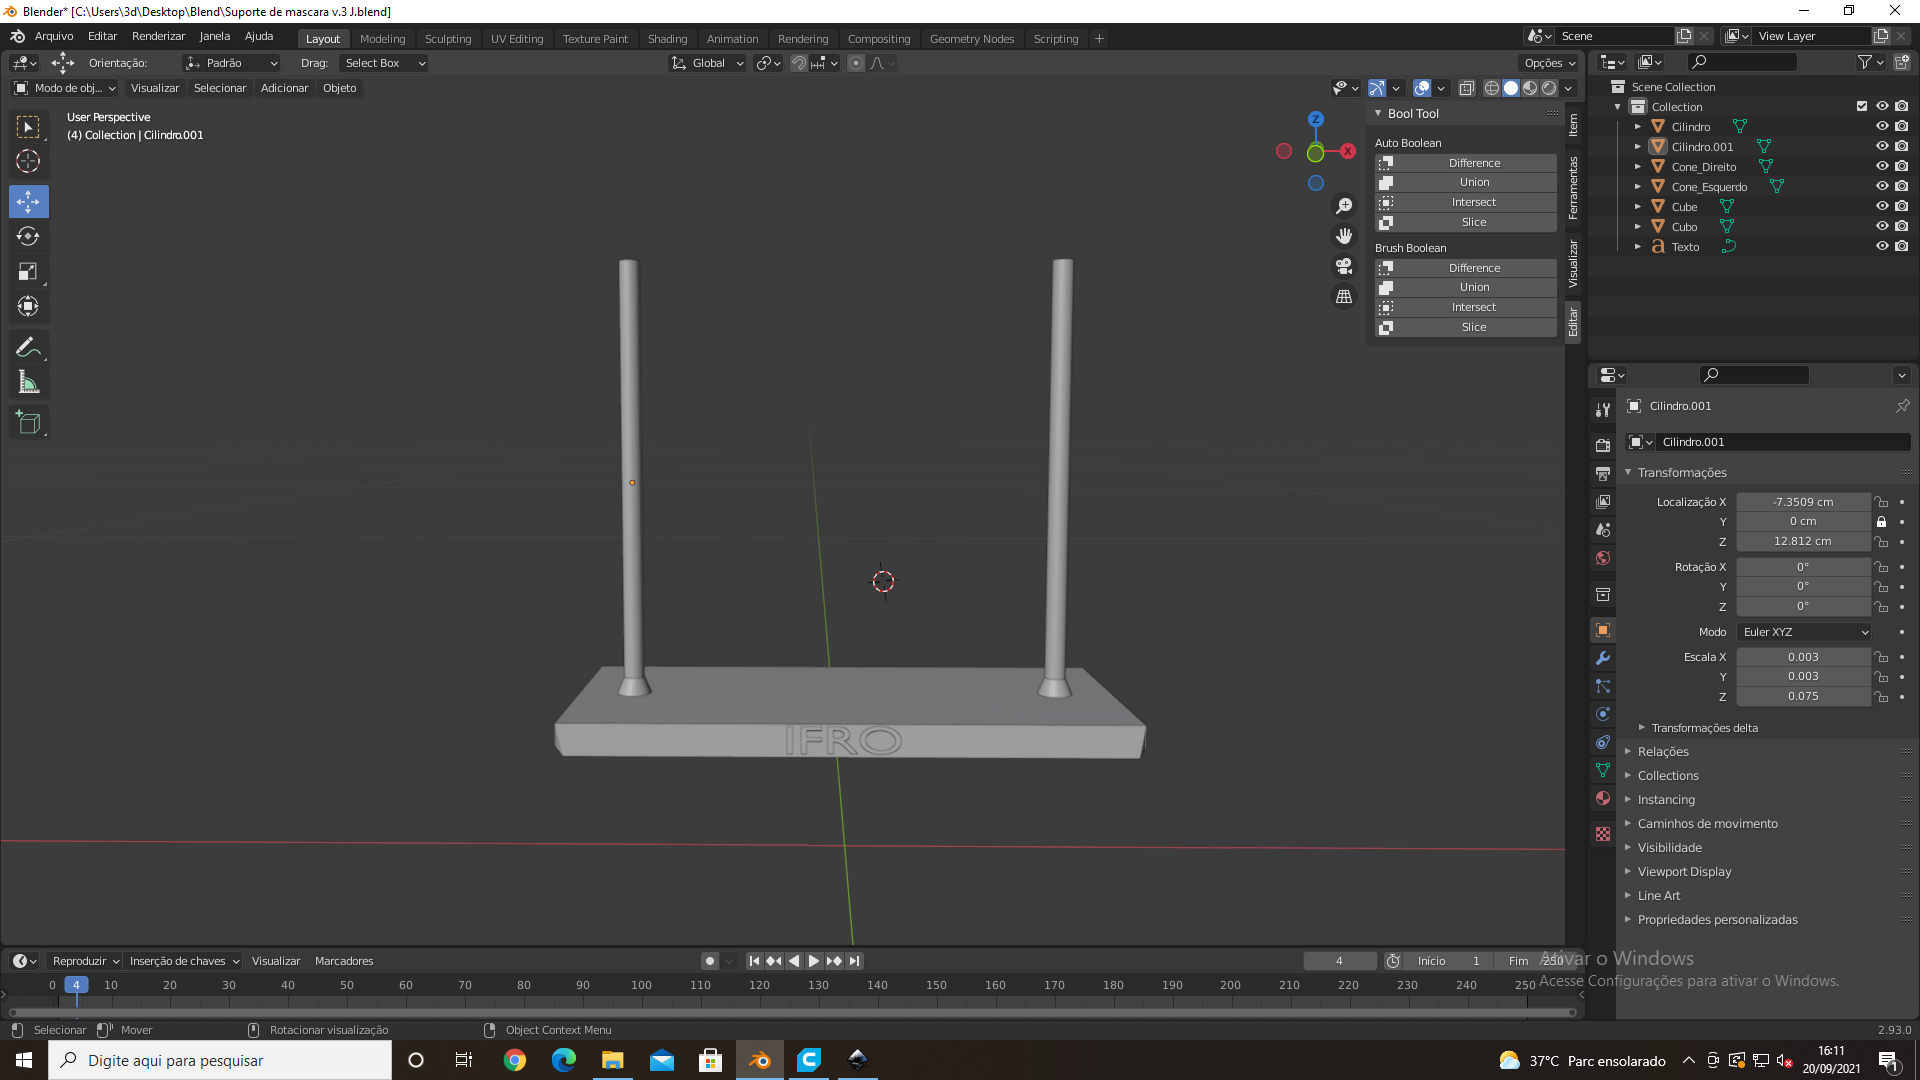 Blender* [C:\Users\3d\Desktop\Blend\Suporte de mascara v.3 J.blend]
Arquivo Editar Renderizar Janela Ajuda Layout Modeling Sculpting UV Editing Texture Paint Shading Animation Rendering Compositing Geometry Nodes Scripting + Scene View Layer
Orientação: Padrão Drag: Select Box Global Opções
Modo de obj... Visualizar Selecionar Adicionar Objeto
User Perspective
(4) Collection | Cilindro.001
Z
X
Bool Tool
Auto Boolean
Difference
Union
Intersect
Slice
Brush Boolean
Difference
Union
Intersect
Slice
Item
Ferramentas
Visualizar
Editar
IFRO
Scene Collection
Collection
Cilindro
Cilindro.001
Cone_Direito
Cone_Esquerdo
Cube
Cubo
Texto
Cilindro.001
Cilindro.001
Transformações
Localização X -7.3509 cm
Y 0 cm
Z 12.812 cm
Rotação X 0°
Y 0°
Z 0°
Modo Euler XYZ
Escala X 0.003
Y 0.003
Z 0.075
Transformações delta
Relações
Collections
Instancing
Caminhos de movimento
Visibilidade
Viewport Display
Line Art
Propriedades personalizadas
Ativar o Windows
Acesse Configurações para ativar o Windows.
Reproduzir Inserção de chaves Visualizar Marcadores 4 Início 1 Fim 250
0 4 10 20 30 40 50 60 70 80 90 100 110 120 130 140 150 160 170 180 190 200 210 220 230 240 250
Selecionar Mover Rotacionar visualização Object Context Menu 2.93.0
Digite aqui para pesquisar 37°C Parc ensolarado 16:11
20/09/2021 1